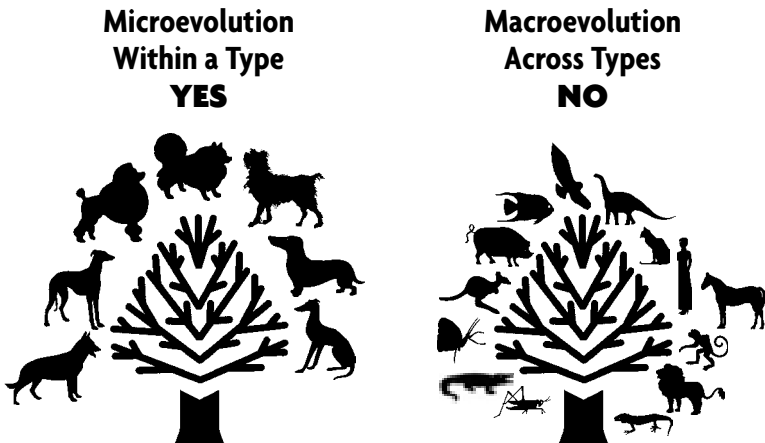 Microevolution
Within a Type
YES
Macroevolution
Across Types
NO